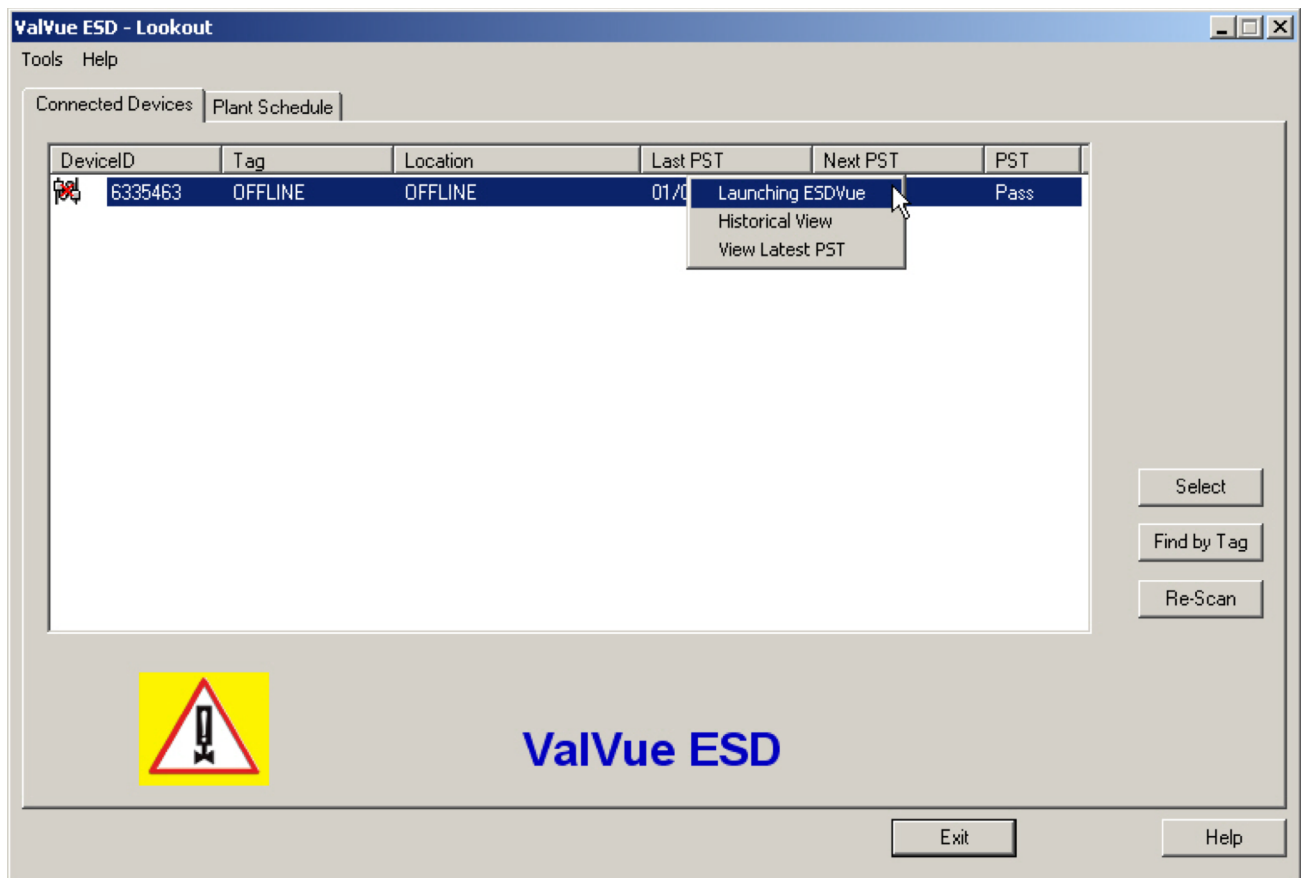 ValVue ESD - Lookout
Tools Help
Connected Devices Plant Schedule
DeviceID Tag Location Last PST Next PST PST
6335463 OFFLINE OFFLINE 01/0 Pass
Launching ESDVue
Historical View
View Latest PST
Select
Find by Tag
Re-Scan
ValVue ESD
Exit Help